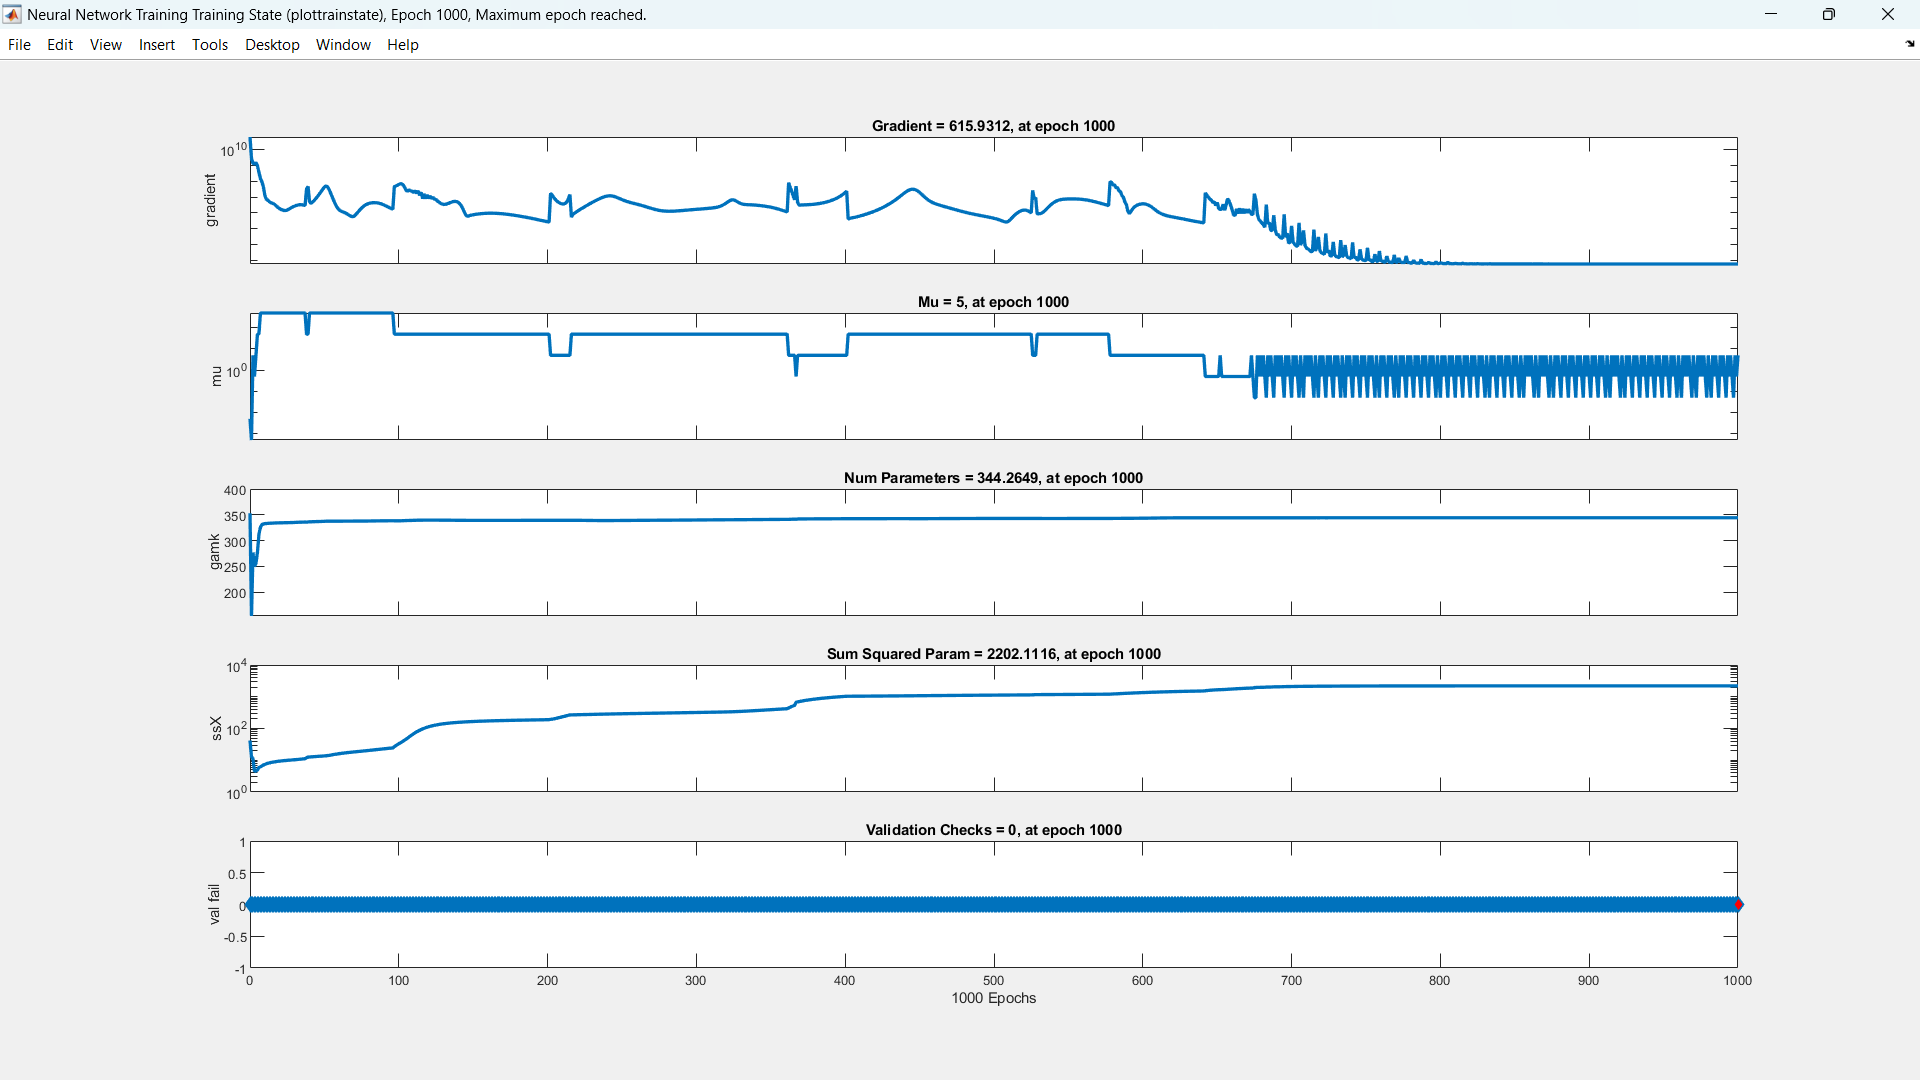 Neural Network Training Training State (plottrainstate), Epoch 1000, Maximum epoch reached.
File Edit View Insert Tools Desktop Window Help
Gradient = 615.9312, at epoch 1000
10^10
gradient
Mu = 5, at epoch 1000
10^0
mu
Num Parameters = 344.2649, at epoch 1000
400
350
300
250
200
gamk
Sum Squared Param = 2202.1116, at epoch 1000
10^4
10^2
10^0
ssX
Validation Checks = 0, at epoch 1000
1
0.5
0
-0.5
-1
val fail
0 100 200 300 400 500 600 700 800 900 1000
1000 Epochs